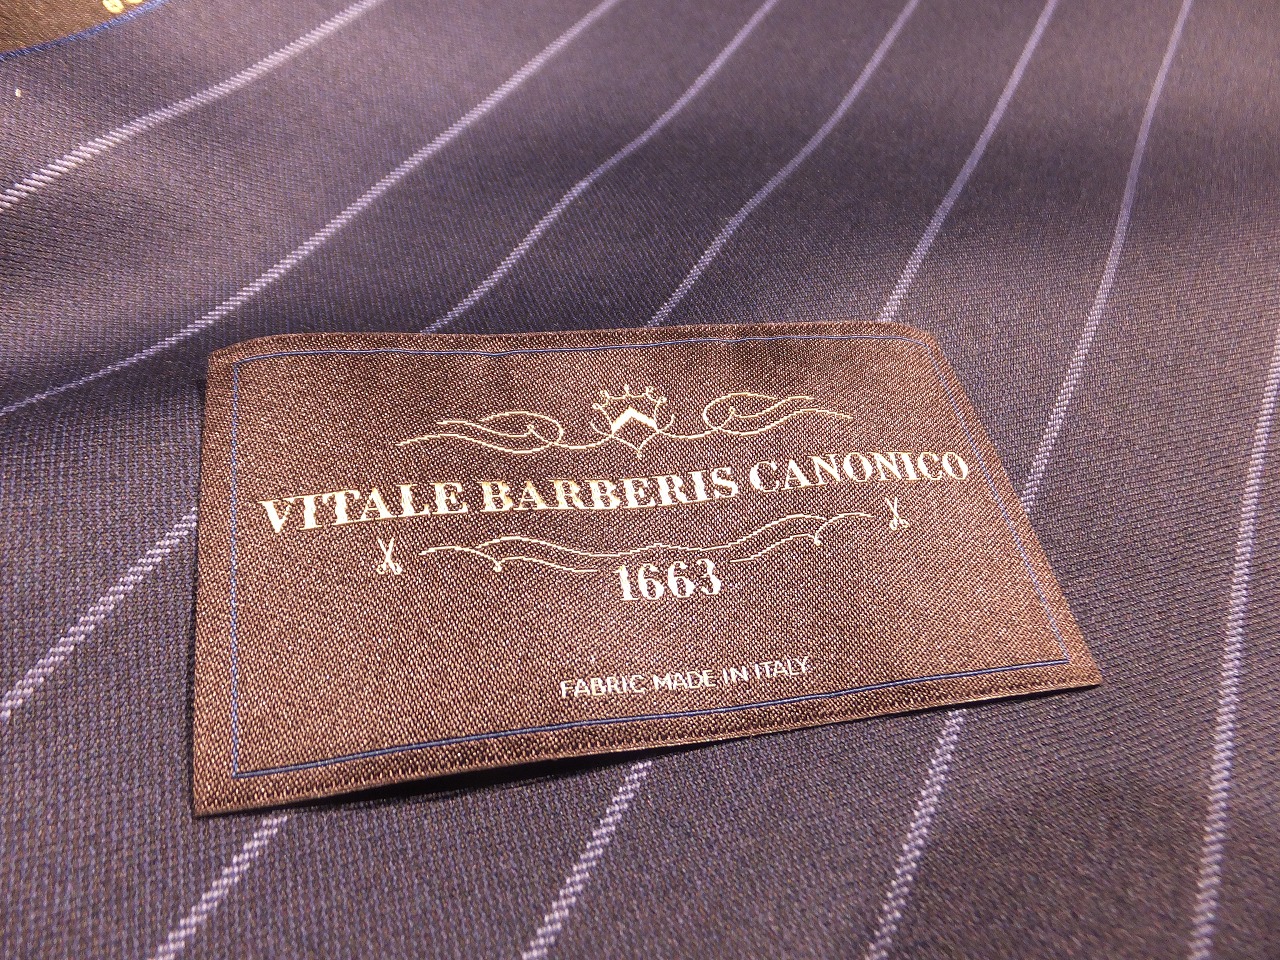 VITALE BARBERIS CANONICO
1663
FABRIC MADE IN ITALY